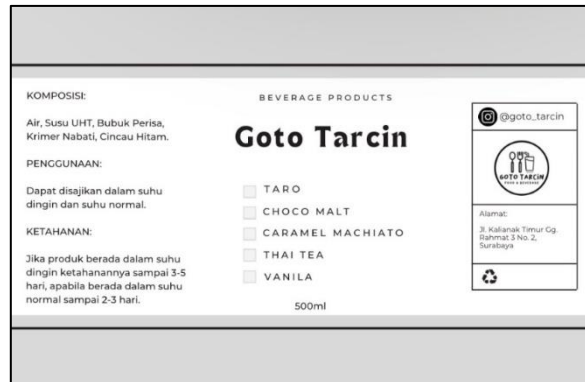 KOMPOSISI:
Air, Susu UHT, Bubuk Perisa,
Krimer Nabati, Cincau Hitam.
PENGGUNAAN:
Dapat disajikan dalam suhu
dingin dan suhu normal.
KETAHANAN:
Jika produk berada dalam suhu
dingin ketahanannya sampai 3-5
hari, apabila berada dalam suhu
normal sampai 2-3 hari.
BEVERAGE PRODUCTS
Goto Tarcin
TARO
CHOCO MALT
CARAMEL MACHIATO
THAI TEA
VANILA
500ml
@goto_tarcin
GOTO TARCIN
FOOD & BEVERAGE
Alamat:
Jl. Kalianak Timur Gg.
Rahmat 3 No. 2,
Surabaya